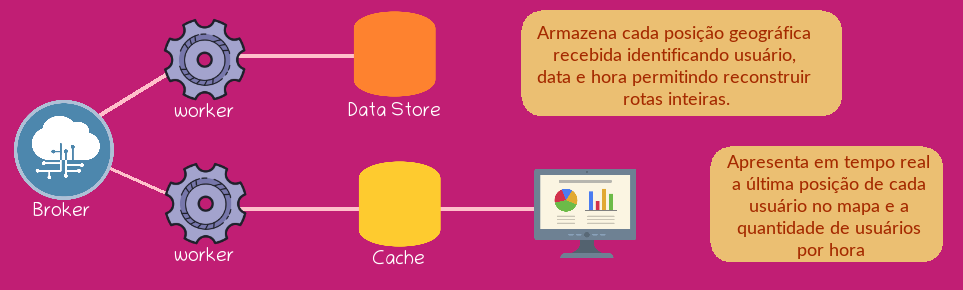 Armazena cada posição geográfica
recebida identificando usuário,
data e hora permitindo reconstruir
rotas inteiras.
worker
Data Store
Broker
Apresenta em tempo real
a última posição de cada
usuário no mapa e a
quantidade de usuários
por hora
worker
Cache